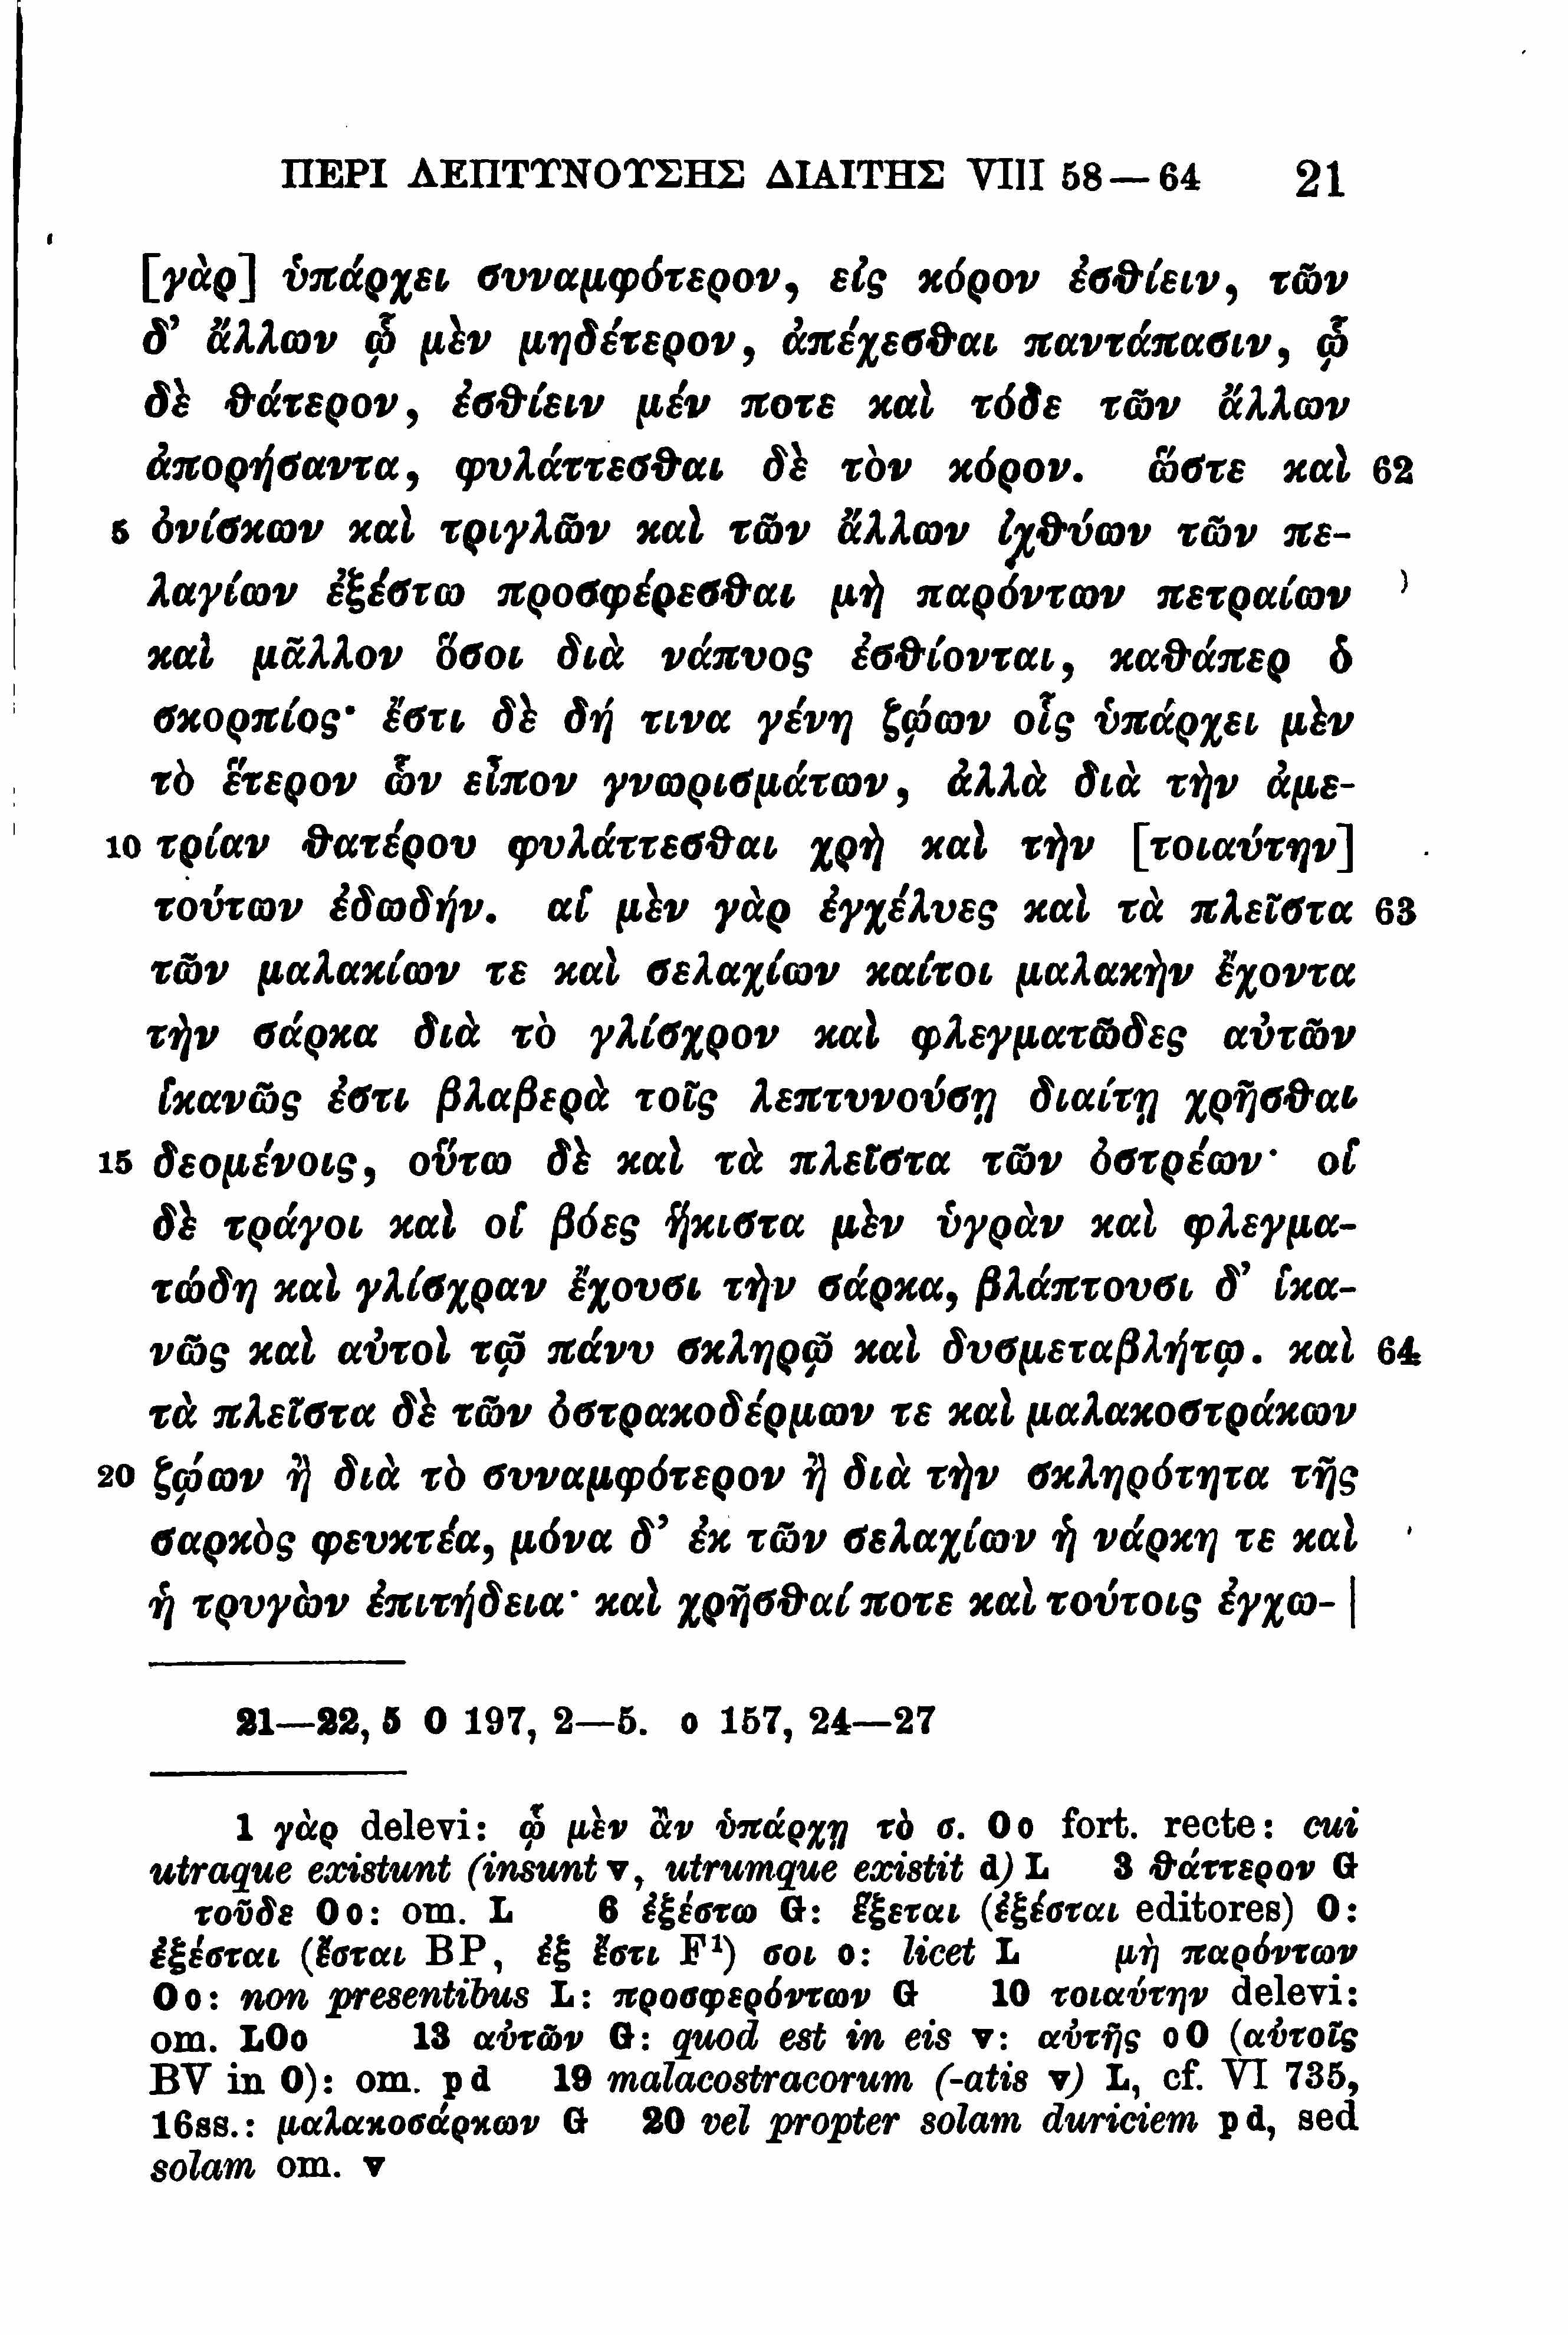 ΠΕΡΙ ΛΕΠΤΥΝΟΥΣΗΣ ΔΙΑΙΤΗΣ VIII 58—64 21
[γὰρ] ὑπάρχει συναμφότερον, εἰς κόρον ἐσθίειν, τῶν
δ’ ἄλλων ᾧ μὲν μηδέτερον, ἀπέχεσθαι παντάπασιν, ᾧ
δὲ θάτερον, ἐσθίειν μέν ποτε καὶ τόδε τῶν ἄλλων
ἀπορήσαντα, φυλάττεσθαι δὲ τὸν κόρον. ὥστε καὶ 62
5 ὀνίσκων καὶ τριγλῶν καὶ τῶν ἄλλων ἰχθύων τῶν πε-
λαγίων ἐξέστω προσφέρεσθαι μὴ παρόντων πετραίων
καὶ μᾶλλον ὅσοι διὰ νάπυος ἐσθίονται, καθάπερ ὁ
σκορπίος· ἔστι δὲ δή τινα γένη ζῴων οἷς ὑπάρχει μὲν
τὸ ἕτερον ὧν εἶπον γνωρισμάτων, ἀλλὰ διὰ τὴν ἀμε-
10 τρίαν θατέρου φυλάττεσθαι χρὴ καὶ τὴν [τοιαύτην]
τούτων ἐδωδήν. αἱ μὲν γὰρ ἐγχέλυες καὶ τὰ πλεῖστα 63
τῶν μαλακίων τε καὶ σελαχίων καίτοι μαλακὴν ἔχοντα
τὴν σάρκα διὰ τὸ γλίσχρον καὶ φλεγματῶδες αὐτῶν
ἱκανῶς ἐστι βλαβερὰ τοῖς λεπτυνούσῃ διαίτῃ χρῆσθαι
15 δεομένοις, οὕτω δὲ καὶ τὰ πλεῖστα τῶν ὀστρέων· οἱ
δὲ τράγοι καὶ οἱ βόες ἥκιστα μὲν ὑγρὰν καὶ φλεγμα-
τώδη καὶ γλίσχραν ἔχουσι τὴν σάρκα, βλάπτουσι δ’ ἱκα-
νῶς καὶ αὐτοὶ τῷ πάνυ σκληρῷ καὶ δυσμεταβλήτῳ. καὶ 64
τὰ πλεῖστα δὲ τῶν ὀστρακοδέρμων τε καὶ μαλακοστράκων
20 ζῴων ἢ διὰ τὸ συναμφότερον ἢ διὰ τὴν σκληρότητα τῆς
σαρκὸς φευκτέα, μόνα δ’ ἐκ τῶν σελαχίων ἡ νάρκη τε καὶ
ἡ τρυγὼν ἐπιτήδεια· καὶ χρῆσθαί ποτε καὶ τούτοις ἐγχω- |
21—22, 5 O 197, 2—5. o 157, 24—27
1 γὰρ delevi: ᾧ μὲν ἂν ὑπάρχῃ τὸ σ. Oo fort. recte: cui
utraque existunt (insunt v, utrumque existit d) L 3 θάττερον G
τοῦδε Oo: om. L 6 ἐξέστω G: ἕξεται (ἐξέσται editores) O:
ἐξέσται (ἔσται BP, ἐξ ἔστι F¹) σοι o: licet L μὴ παρόντων
Oo: non presentibus L: προσφερόντων G 10 τοιαύτην delevi:
om. LOo 13 αὐτῶν G: quod est in eis v: αὐτῆς oO (αὐτοῖς
BV in O): om. pd 19 malacostracorum (-atis v) L, cf. VI 735,
16ss.: μαλακοσάρκων G 20 vel propter solam duriciem pd, sed
solam om. v